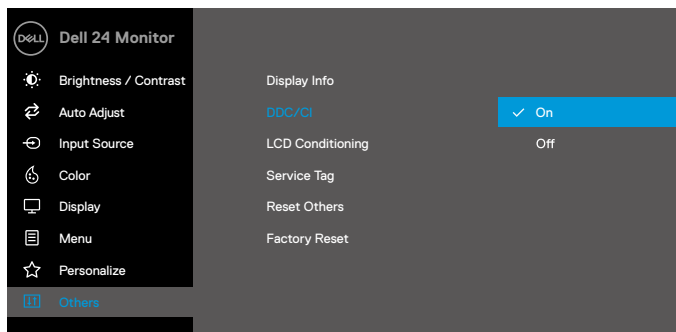 DELL Dell 24 Monitor
Brightness / Contrast
Auto Adjust
Input Source
Color
Display
Menu
Personalize
Others
Display Info
DDC/CI
LCD Conditioning
Service Tag
Reset Others
Factory Reset
On
Off